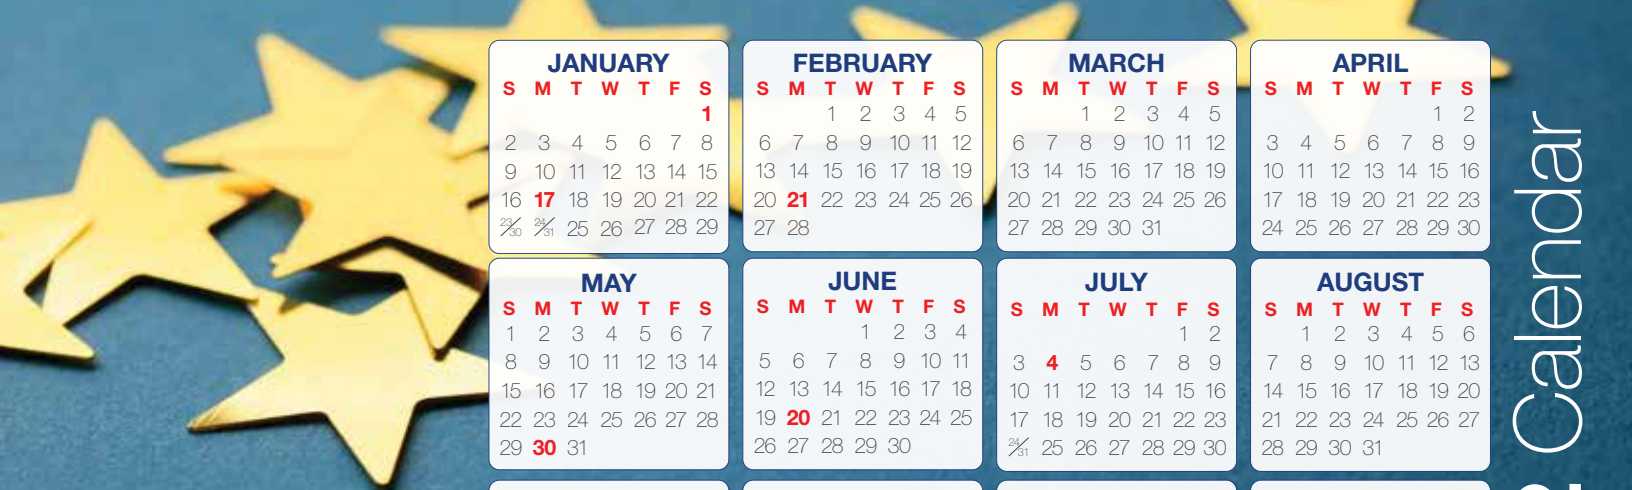 JANUARY
S M T W T F S
1
2 3 4 5 6 7 8
9 10 11 12 13 14 15
16 17 18 19 20 21 22
23/30 24/31 25 26 27 28 29
FEBRUARY
S M T W T F S
1 2 3 4 5
6 7 8 9 10 11 12
13 14 15 16 17 18 19
20 21 22 23 24 25 26
27 28
MARCH
S M T W T F S
1 2 3 4 5
6 7 8 9 10 11 12
13 14 15 16 17 18 19
20 21 22 23 24 25 26
27 28 29 30 31
APRIL
S M T W T F S
1 2
3 4 5 6 7 8 9
10 11 12 13 14 15 16
17 18 19 20 21 22 23
24 25 26 27 28 29 30
MAY
S M T W T F S
1 2 3 4 5 6 7
8 9 10 11 12 13 14
15 16 17 18 19 20 21
22 23 24 25 26 27 28
29 30 31
JUNE
S M T W T F S
1 2 3 4
5 6 7 8 9 10 11
12 13 14 15 16 17 18
19 20 21 22 23 24 25
26 27 28 29 30
JULY
S M T W T F S
1 2
3 4 5 6 7 8 9
10 11 12 13 14 15 16
17 18 19 20 21 22 23
24/31 25 26 27 28 29 30
AUGUST
S M T W T F S
1 2 3 4 5 6
7 8 9 10 11 12 13
14 15 16 17 18 19 20
21 22 23 24 25 26 27
28 29 30 31
Calendar